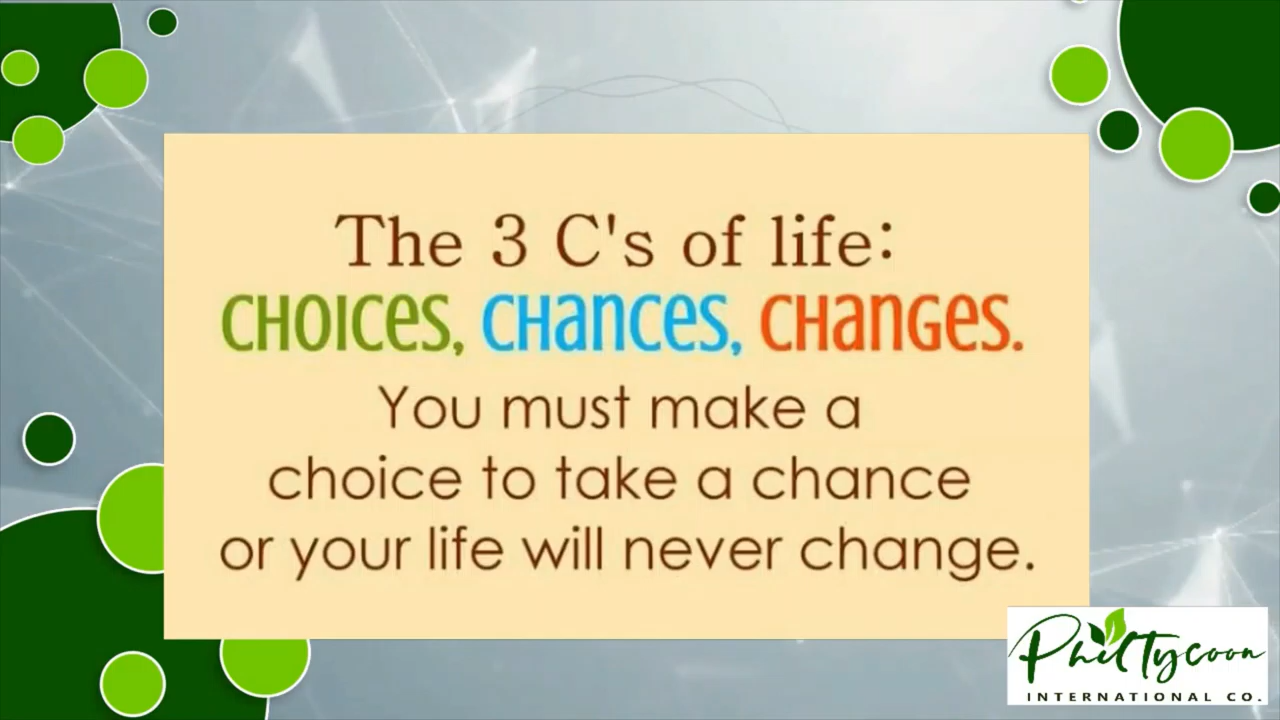 The 3 C's of life:
CHOICES, CHANCES, CHANGES.
You must make a
choice to take a chance
or your life will never change.
PhilTycoon
INTERNATIONAL CO.